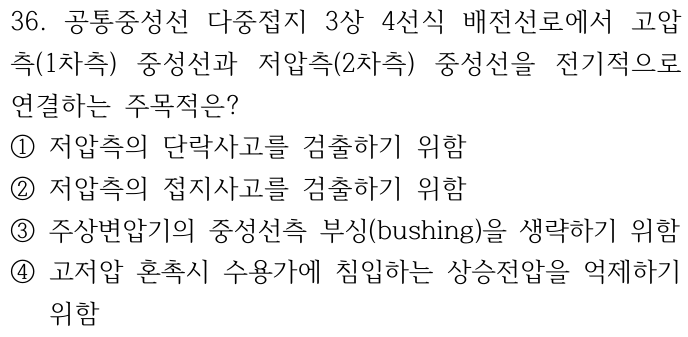 36. 공통중성선 다중접지 3상 4선식 배전선로에서 고압
측(1차측) 중성선과 저압측(2차측) 중성선을 전기적으로
연결하는 주목적은?
① 저압측의 단락사고를 검출하기 위함
② 저압측의 접지사고를 검출하기 위함
③ 주상변압기의 중성선측 부싱(bushing)을 생략하기 위함
④ 고저압 혼촉시 수용가에 침입하는 상승전압을 억제하기
위함